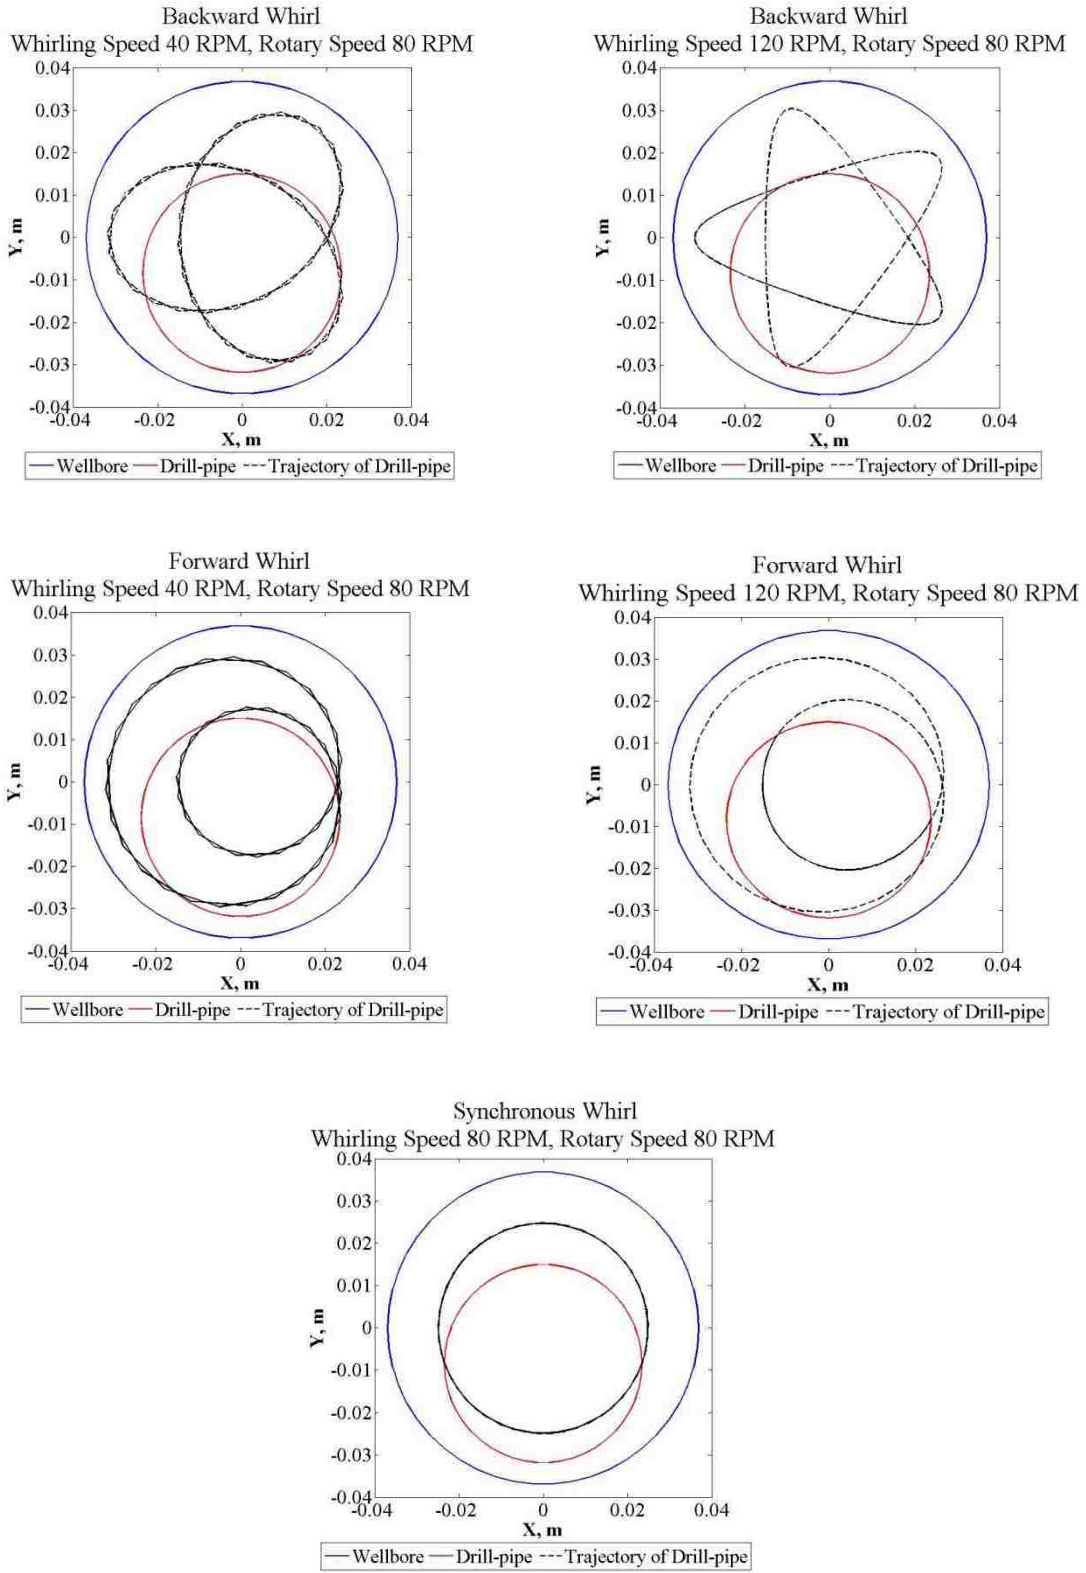 Backward Whirl
Whirling Speed 40 RPM, Rotary Speed 80 RPM
0.04
0.03
0.02
0.01
0
-0.01
-0.02
-0.03
-0.04
Y, m
-0.04 -0.02 0 0.02 0.04
X, m
Wellbore Drill-pipe Trajectory of Drill-pipe
Backward Whirl
Whirling Speed 120 RPM, Rotary Speed 80 RPM
0.04
0.03
0.02
0.01
0
-0.01
-0.02
-0.03
-0.04
Y, m
-0.04 -0.02 0 0.02 0.04
X, m
Wellbore Drill-pipe Trajectory of Drill-pipe
Forward Whirl
Whirling Speed 40 RPM, Rotary Speed 80 RPM
0.04
0.03
0.02
0.01
0
-0.01
-0.02
-0.03
-0.04
Y, m
-0.04 -0.02 0 0.02 0.04
X, m
Wellbore Drill-pipe Trajectory of Drill-pipe
Forward Whirl
Whirling Speed 120 RPM, Rotary Speed 80 RPM
0.04
0.03
0.02
0.01
0
-0.01
-0.02
-0.03
-0.04
Y, m
-0.04 -0.02 0 0.02 0.04
X, m
Wellbore Drill-pipe Trajectory of Drill-pipe
Synchronous Whirl
Whirling Speed 80 RPM, Rotary Speed 80 RPM
0.04
0.03
0.02
0.01
0
-0.01
-0.02
-0.03
-0.04
Y, m
-0.04 -0.02 0 0.02 0.04
X, m
Wellbore Drill-pipe Trajectory of Drill-pipe